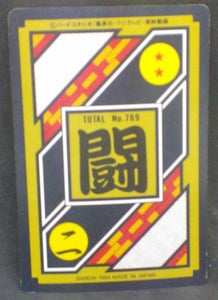 ©バードスタジオ/集英社・フジテレビ・東映動画
TOTAL No.769
闘
二
BANDAI 1994 MADE IN JAPAN